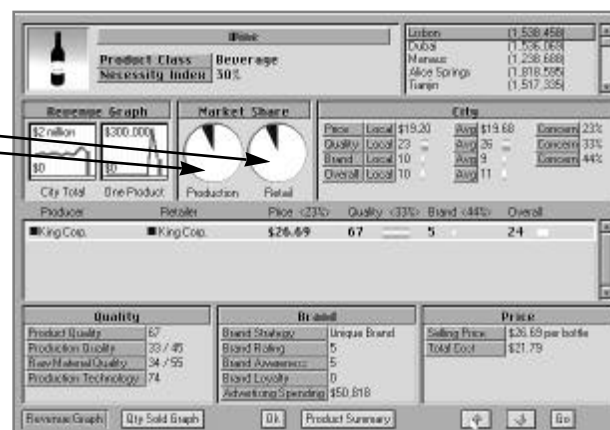 Wine
Product Class Beverage
Necessity Index 30%
Lisbon (1,538,458)
Dubai (1,536,063)
Manaus (1,238,688)
Alice Springs (1,818,595)
Tianjin (1,517,335)
Revenue Graph
$2 million $300,000
$0 $0
City Total One Product
Market Share
Production Retail
City
Price Local $19.20 Avg $19.68 Concern 23%
Quality Local 23 Avg 26 Concern 33%
Brand Local 10 Avg 9 Concern 44%
Overall Local 10 Avg 11
Producer Retailer Price <23%> Quality <33%> Brand <44%> Overall
King Corp. King Corp. $26.69 67 5 24
Quality
Product Quality 67
Production Quality 33 / 45
Raw Material Quality 34 / 55
Production Technology 74
Brand
Brand Strategy Unique Brand
Brand Rating 5
Brand Awareness 5
Brand Loyalty 0
Advertising Spending $50,818
Price
Selling Price $26.69 per bottle
Total Cost $21.79
Revenue Graph Qty Sold Graph Ok Product Summary Go